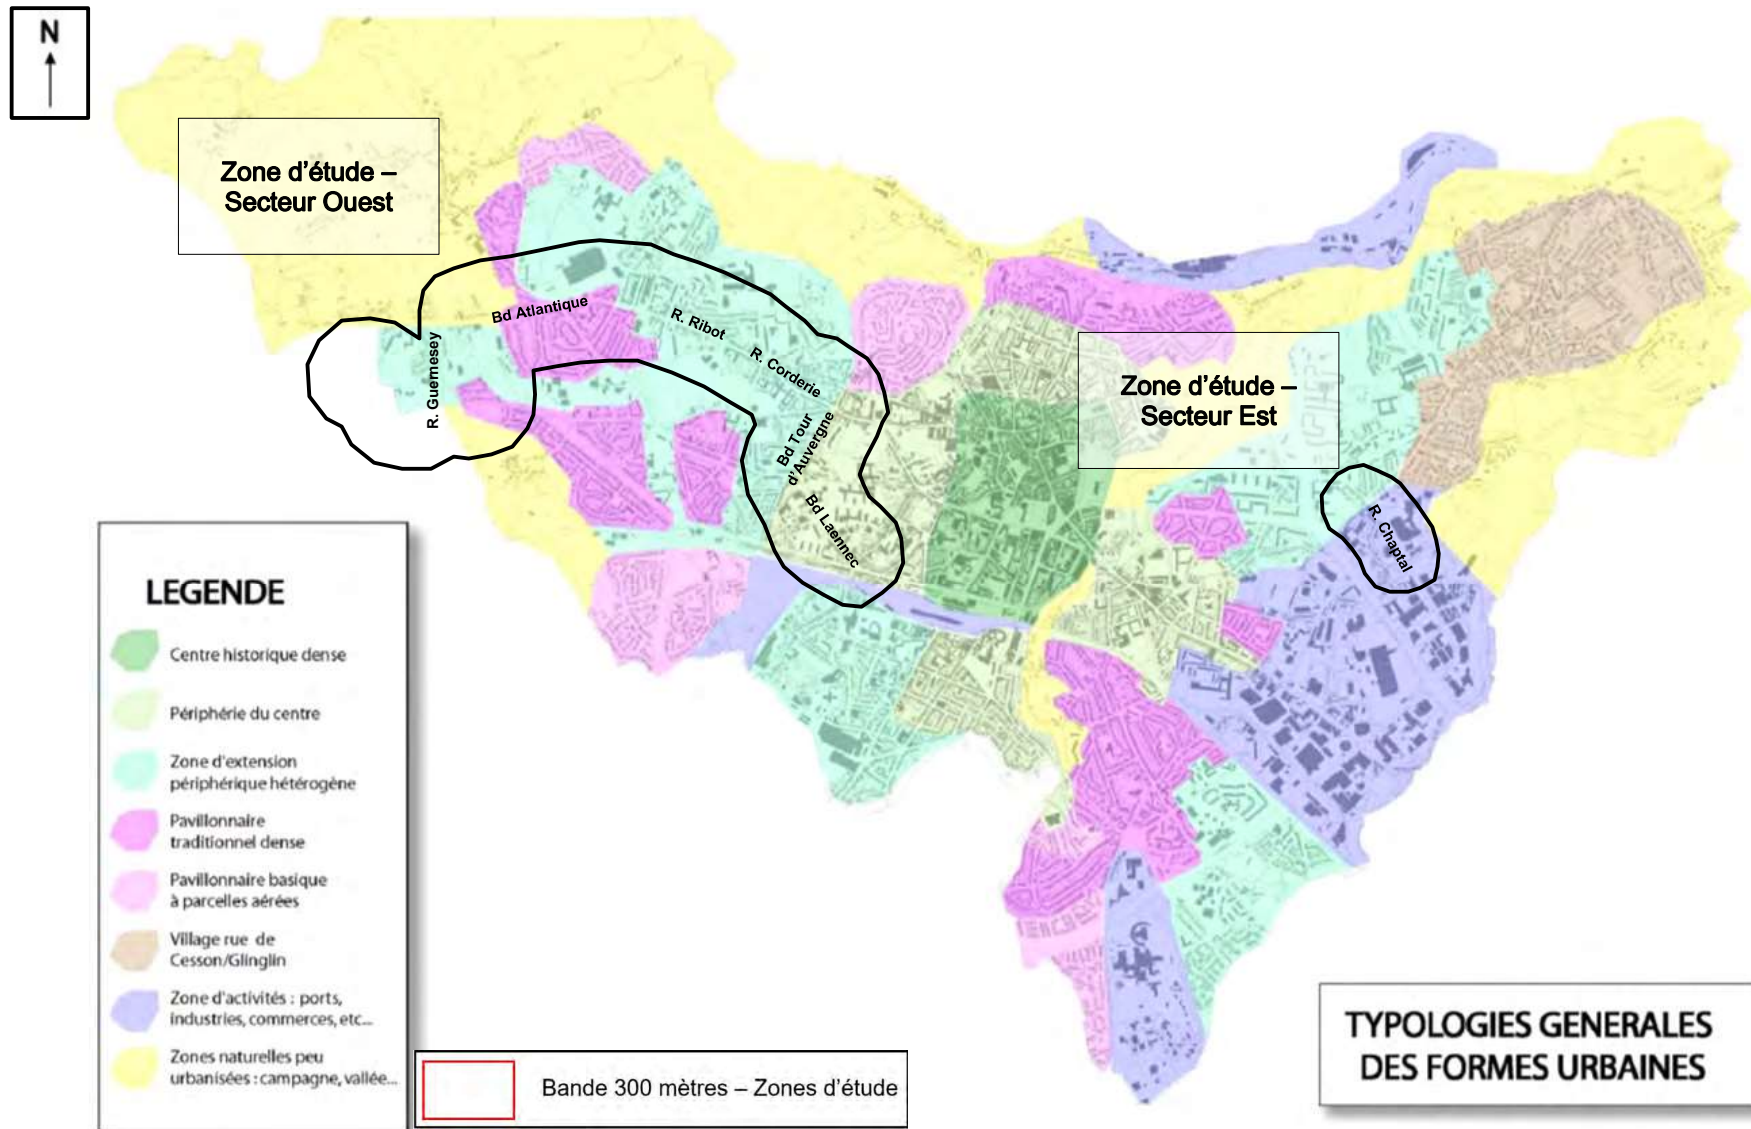 N
Zone d'étude –
Secteur Ouest
Bd Atlantique
R. Ribot
R. Guernesey
R. Corderie
Bd Tour
d'Auvergne
Bd Laennec
Zone d'étude –
Secteur Est
R. Chaptal
LEGENDE
Centre historique dense
Périphérie du centre
Zone d'extension
périphérique hétérogène
Pavillonnaire
traditionnel dense
Pavillonnaire basique
à parcelles aérées
Village rue de
Cesson/Glinglin
Zone d'activités : ports,
industries, commerces, etc...
Zones naturelles peu
urbanisées : campagne, vallée...
Bande 300 mètres – Zones d'étude
TYPOLOGIES GENERALES
DES FORMES URBAINES